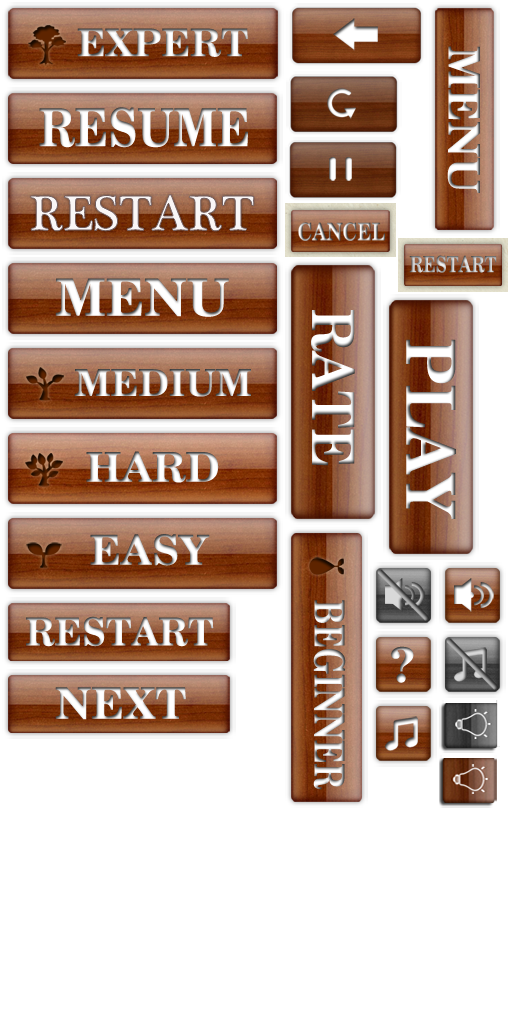 EXPERT
RESUME
RESTART
MENU
MEDIUM
HARD
EASY
RESTART
NEXT
MENU
CANCEL
RESTART
RATE
PLAY
BEGINNER
?